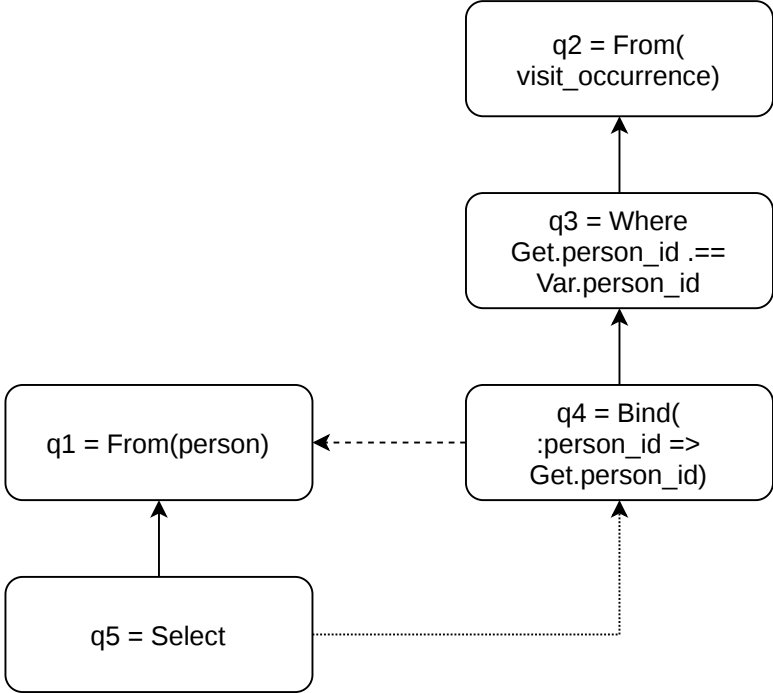 q2 = From(
visit_occurrence)
q3 = Where
Get.person_id .==
Var.person_id
q1 = From(person)
q4 = Bind(
:person_id =>
Get.person_id)
q5 = Select